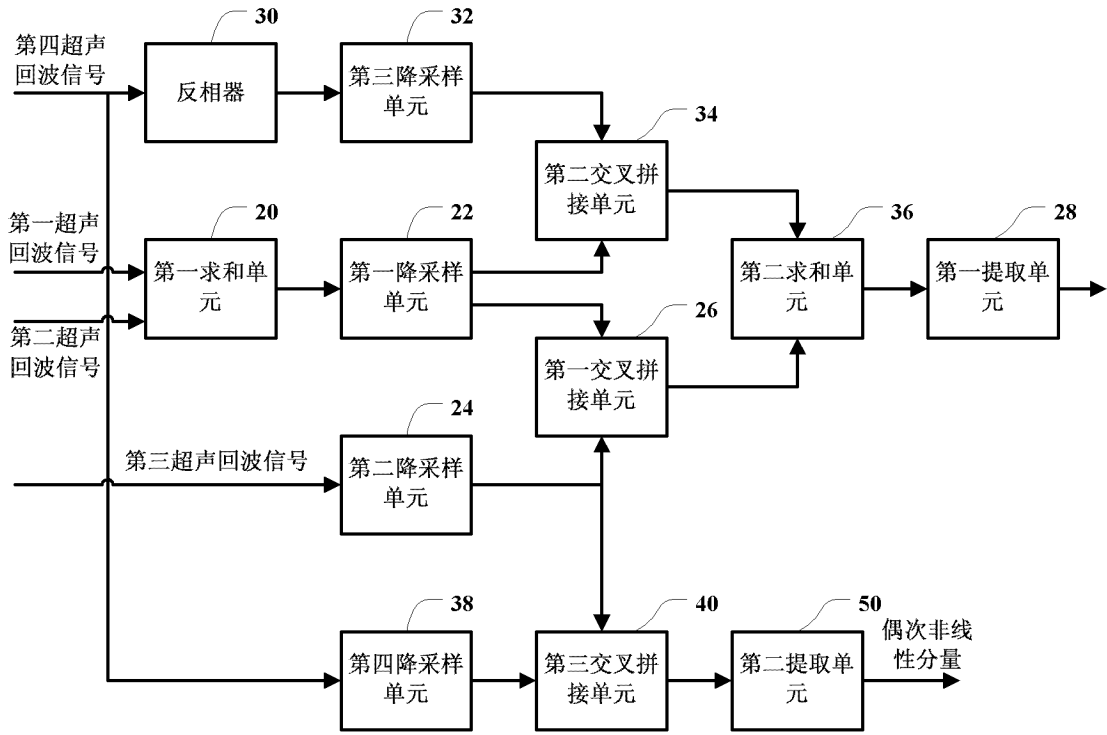 30
32
第四超声
回波信号
反相器
第三降采样
单元
34
第二交叉拼
接单元
第一超声
回波信号
20
22
36
28
第一求和单
元
第一降采样
单元
第二求和单
元
第一提取单
元
第二超声
回波信号
26
第一交叉拼
接单元
24
第三超声回波信号
第二降采样
单元
38
40
50
第四降采样
单元
第三交叉拼
接单元
第二提取单
元
偶次非线
性分量